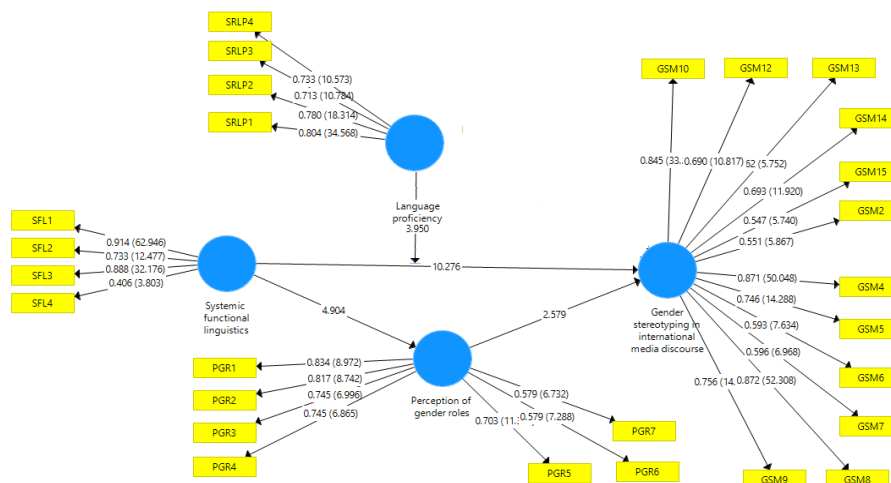 SRLP4
SRLP3
SRLP2
SRLP1
0.733 (10.573)
0.713 (10.784)
0.780 (18.314)
0.804 (34.568)
Language
proficiency
3.950
GSM10
GSM12
GSM13
GSM14
GSM15
GSM2
0.690 (10.817)
0.693 (11.920)
0.547 (5.740)
0.551 (5.867)
SFL1
SFL2
SFL3
SFL4
0.914 (62.946)
0.733 (12.477)
0.888 (32.176)
0.406 (3.803)
Systemic
functional
linguistics
10.276
4.904
2.579
Gender
stereotyping in
international
media discourse
0.871 (50.048)
0.746 (14.288)
0.593 (7.634)
0.596 (6.968)
0.872 (52.308)
GSM4
GSM5
GSM6
GSM7
GSM8
GSM9
PGR1
PGR2
PGR3
PGR4
0.834 (8.972)
0.817 (8.742)
0.745 (6.996)
0.745 (6.865)
Perception of
gender roles
0.579 (6.732)
0.579 (7.288)
PGR7
PGR6
PGR5